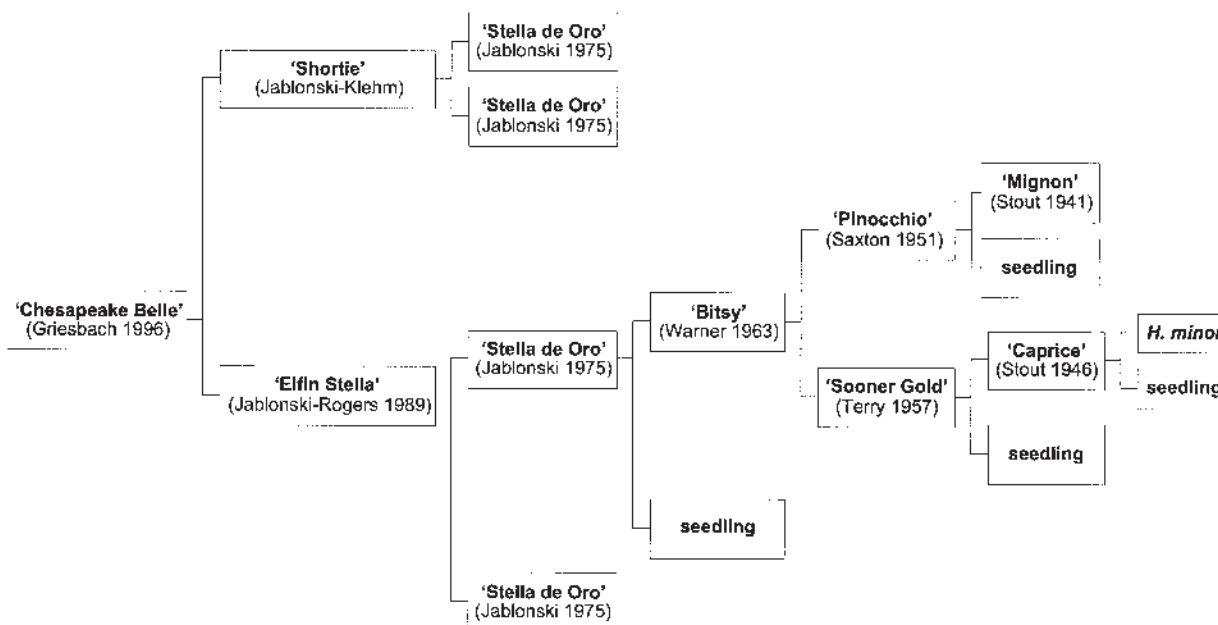 'Stella de Oro'
(Jablonski 1975)
'Shortie'
(Jablonski-Klehm)
'Stella de Oro'
(Jablonski 1975)
'Mignon'
(Stout 1941)
'Pinocchio'
(Saxton 1951)
seedling
'Chesapeake Belle'
(Griesbach 1996)
'Bitsy'
(Warner 1963)
H. minor
'Stella de Oro'
(Jablonski 1975)
'Caprice'
(Stout 1946)
'Elfin Stella'
(Jablonski-Rogers 1989)
seedling
'Sooner Gold'
(Terry 1957)
seedling
seedling
'Stella de Oro'
(Jablonski 1975)